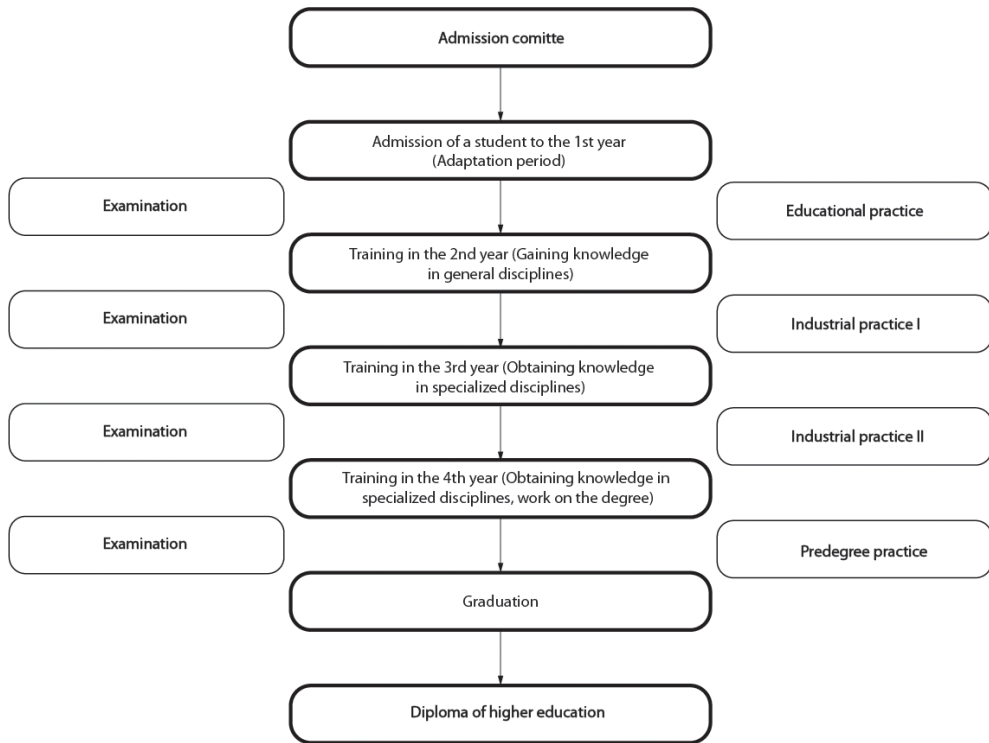 Admission comitte
Admission of a student to the 1st year
(Adaptation period)
Examination
Educational practice
Training in the 2nd year (Gaining knowledge
in general disciplines)
Examination
Industrial practice I
Training in the 3rd year (Obtaining knowledge
in specialized disciplines)
Examination
Industrial practice II
Training in the 4th year (Obtaining knowledge in
specialized disciplines, work on the degree)
Examination
Predegree practice
Graduation
Diploma of higher education